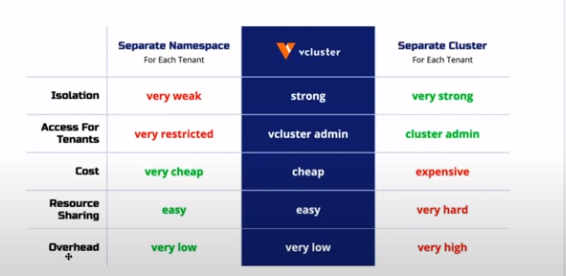 Separate Namespace
For Each Tenant
vcluster
Separate Cluster
For Each Tenant
Isolation
very weak
strong
very strong
Access For
Tenants
very restricted
vcluster admin
cluster admin
Cost
very cheap
cheap
expensive
Resource
Sharing
easy
easy
very hard
Overhead
very low
very low
very high